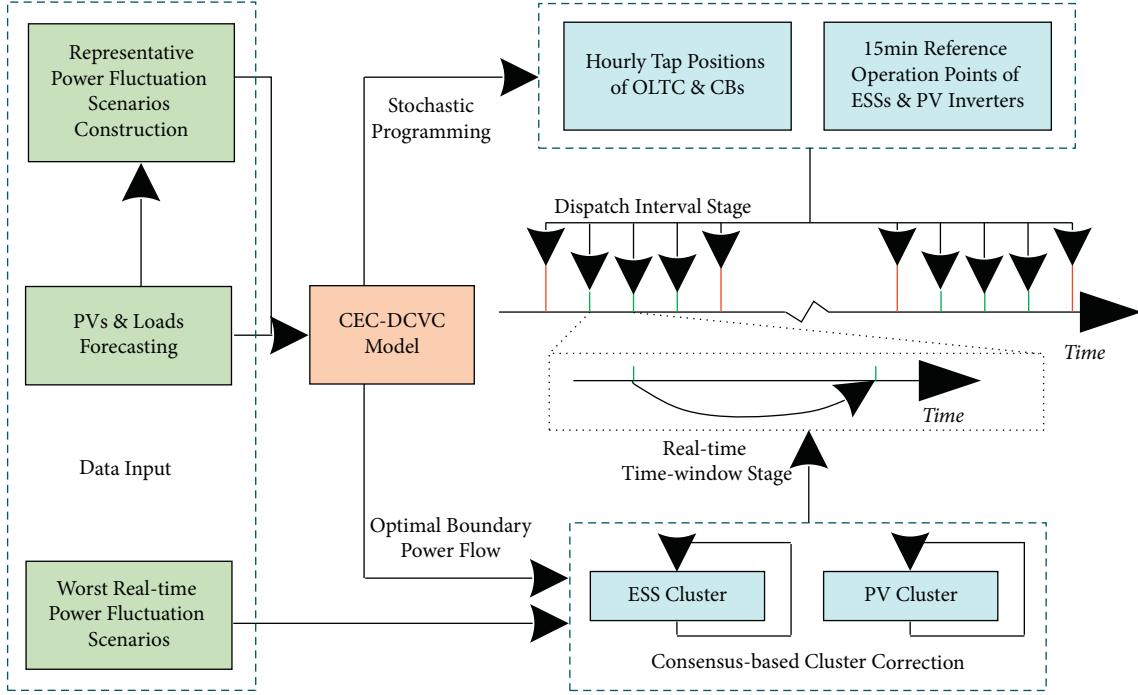 Representative
Power Fluctuation
Scenarios
Construction
PVs & Loads
Forecasting
Data Input
Worst Real-time
Power Fluctuation
Scenarios
CEC-DCVC
Model
Stochastic
Programming
Optimal Boundary
Power Flow
Hourly Tap Positions
of OLTC & CBs
15min Reference
Operation Points of
ESSs & PV Inverters
Dispatch Interval Stage
Time
Time
Real-time
Time-window Stage
ESS Cluster
PV Cluster
Consensus-based Cluster Correction